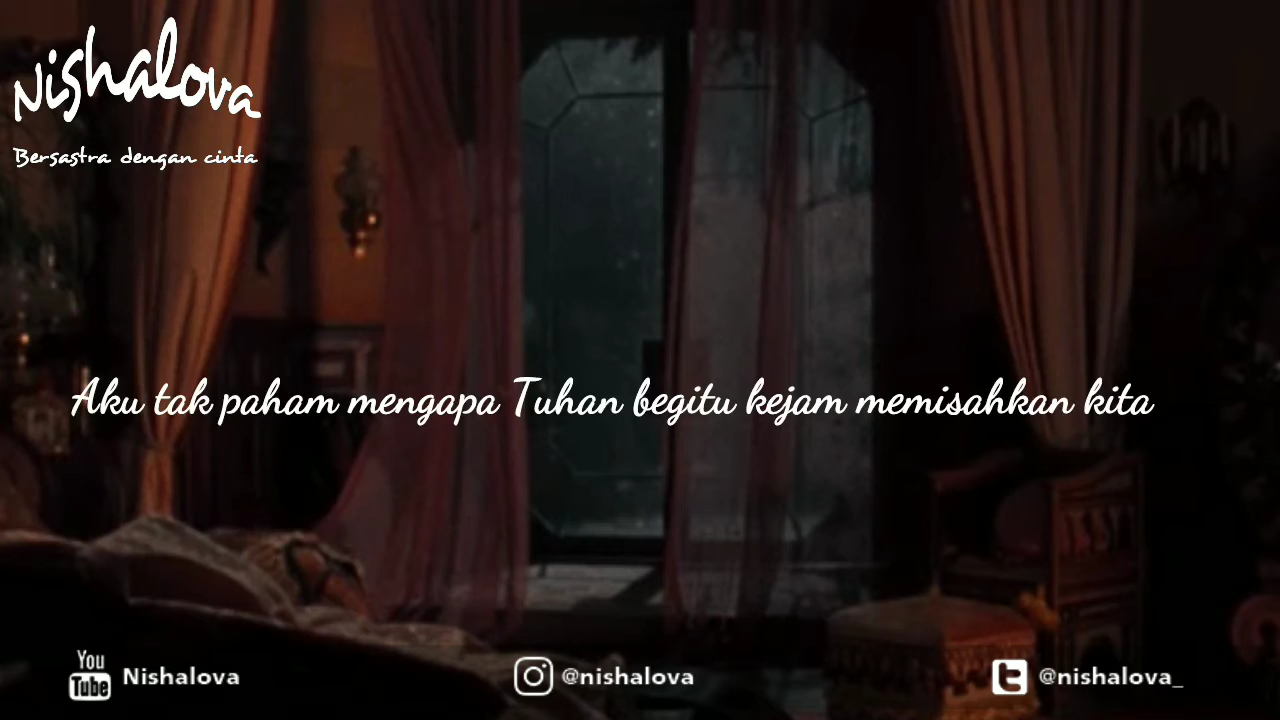 Nishalova
Bersastra dengan cinta
Aku tak paham mengapa Tuhan begitu kejam memisahkan kita
You Tube Nishalova
@nishalova
@nishalova_